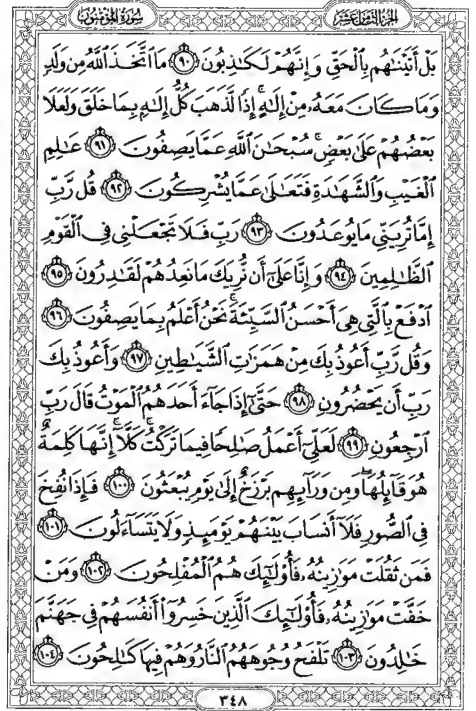 الجزء الثامن عشر
سورة المؤمنون
بَلْ أَتَيْنَٰهُم بِٱلْحَقِّ وَإِنَّهُمْ لَكَٰذِبُونَ ٩٠ مَا ٱتَّخَذَ ٱللَّهُ مِن وَلَدٍ
وَمَا كَانَ مَعَهُۥ مِنْ إِلَٰهٍ ۚ إِذًا لَّذَهَبَ كُلُّ إِلَٰهٍۭ بِمَا خَلَقَ وَلَعَلَا
بَعْضُهُمْ عَلَىٰ بَعْضٍ ۚ سُبْحَٰنَ ٱللَّهِ عَمَّا يَصِفُونَ ٩١ عَٰلِمِ
ٱلْغَيْبِ وَٱلشَّهَٰدَةِ فَتَعَٰلَىٰ عَمَّا يُشْرِكُونَ ٩٢ قُل رَّبِّ
إِمَّا تُرِيَنِّى مَا يُوعَدُونَ ٩٣ رَبِّ فَلَا تَجْعَلْنِى فِى ٱلْقَوْمِ
ٱلظَّٰلِمِينَ ٩٤ وَإِنَّا عَلَىٰٓ أَن نُّرِيَكَ مَا نَعِدُهُمْ لَقَٰدِرُونَ ٩٥
ٱدْفَعْ بِٱلَّتِى هِىَ أَحْسَنُ ٱلسَّيِّئَةَ ۚ نَحْنُ أَعْلَمُ بِمَا يَصِفُونَ ٩٦
وَقُل رَّبِّ أَعُوذُ بِكَ مِنْ هَمَزَٰتِ ٱلشَّيَٰطِينِ ٩٧ وَأَعُوذُ بِكَ
رَبِّ أَن يَحْضُرُونِ ٩٨ حَتَّىٰٓ إِذَا جَآءَ أَحَدَهُمُ ٱلْمَوْتُ قَالَ رَبِّ
ٱرْجِعُونِ ٩٩ لَعَلِّىٓ أَعْمَلُ صَٰلِحًا فِيمَا تَرَكْتُ ۚ كَلَّآ ۚ إِنَّهَا كَلِمَةٌ
هُوَ قَآئِلُهَا ۖ وَمِن وَرَآئِهِم بَرْزَخٌ إِلَىٰ يَوْمِ يُبْعَثُونَ ١٠٠ فَإِذَا نُفِخَ
فِى ٱلصُّورِ فَلَآ أَنسَابَ بَيْنَهُمْ يَوْمَئِذٍ وَلَا يَتَسَآءَلُونَ ١٠١
فَمَن ثَقُلَتْ مَوَٰزِينُهُۥ فَأُو۟لَٰٓئِكَ هُمُ ٱلْمُفْلِحُونَ ١٠٢ وَمَنْ
خَفَّتْ مَوَٰزِينُهُۥ فَأُو۟لَٰٓئِكَ ٱلَّذِينَ خَسِرُوٓا۟ أَنفُسَهُمْ فِى جَهَنَّمَ
خَٰلِدُونَ ١٠٣ تَلْفَحُ وُجُوهَهُمُ ٱلنَّارُ وَهُمْ فِيهَا كَٰلِحُونَ ١٠٤
٣٤٨